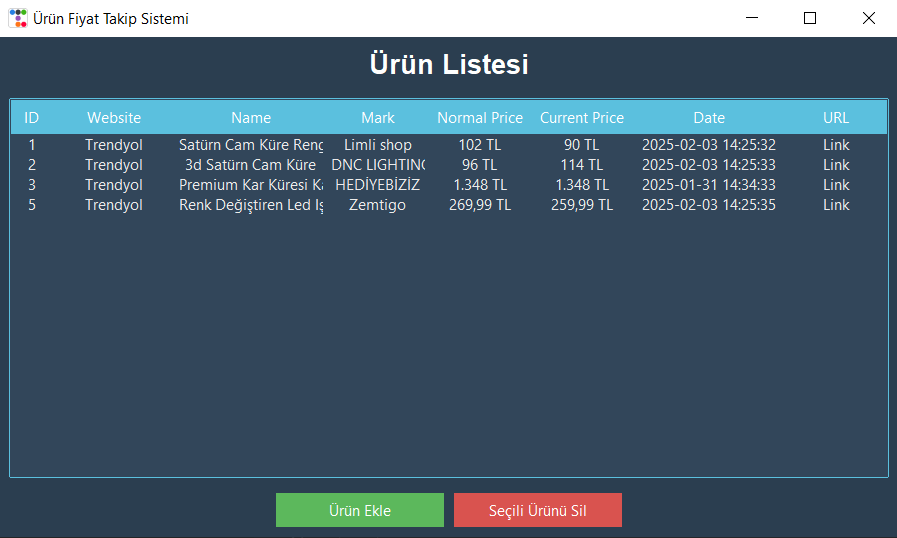 Ürün Fiyat Takip Sistemi
Ürün Listesi
ID Website Name Mark Normal Price Current Price Date URL
1 Trendyol Satürn Cam Küre Renç Limli shop 102 TL 90 TL 2025-02-03 14:25:32 Link
2 Trendyol 3d Satürn Cam Küre DNC LIGHTING 96 TL 114 TL 2025-02-03 14:25:33 Link
3 Trendyol Premium Kar Küresi Ka HEDİYEBİZİZ 1.348 TL 1.348 TL 2025-01-31 14:34:33 Link
5 Trendyol Renk Değiştiren Led Iş Zemtigo 269,99 TL 259,99 TL 2025-02-03 14:25:35 Link
Ürün Ekle Seçili Ürünü Sil